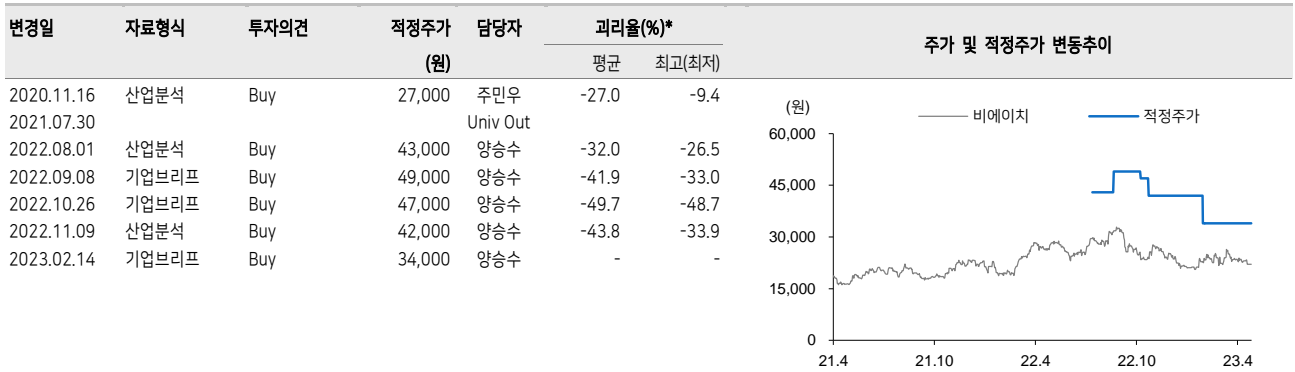 변경일 자료형식 투자의견 적정주가 담당자 괴리율(%)*
(원) 평균 최고(최저)
2020.11.16 산업분석 Buy 27,000 주민우 -27.0 -9.4
2021.07.30 Univ Out
2022.08.01 산업분석 Buy 43,000 양승수 -32.0 -26.5
2022.09.08 기업브리프 Buy 49,000 양승수 -41.9 -33.0
2022.10.26 기업브리프 Buy 47,000 양승수 -49.7 -48.7
2022.11.09 산업분석 Buy 42,000 양승수 -43.8 -33.9
2023.02.14 기업브리프 Buy 34,000 양승수 - -
주가 및 적정주가 변동추이
(원)
비에이치 적정주가
60,000
45,000
30,000
15,000
0
21.4 21.10 22.4 22.10 23.4